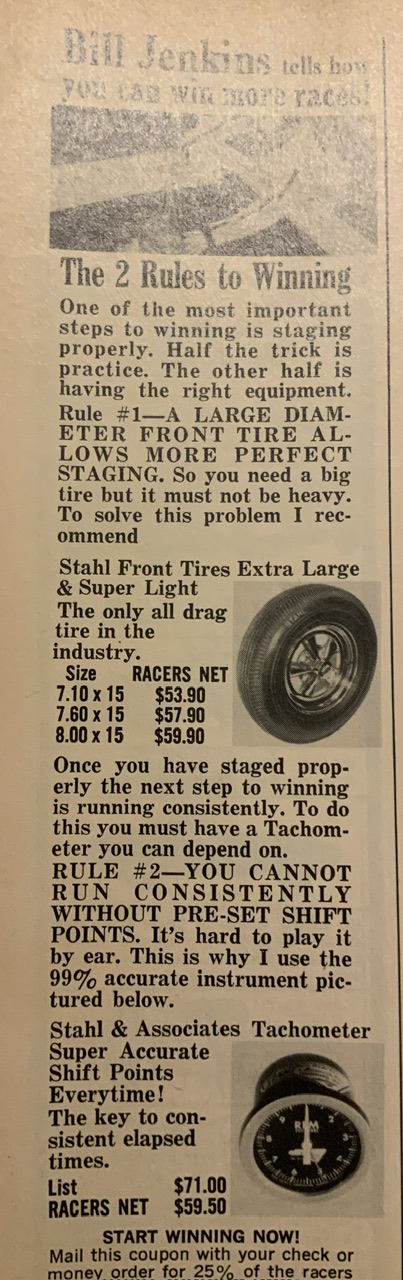 Bill Jenkins tells how
you can win more races!
The 2 Rules to Winning
One of the most important
steps to winning is staging
properly. Half the trick is
practice. The other half is
having the right equipment.
Rule #1—A LARGE DIAM-
ETER FRONT TIRE AL-
LOWS MORE PERFECT
STAGING. So you need a big
tire but it must not be heavy.
To solve this problem I rec-
ommend
Stahl Front Tires Extra Large
& Super Light
The only all drag
tire in the
industry.
Size RACERS NET
7.10 x 15 $53.90
7.60 x 15 $57.90
8.00 x 15 $59.90
Once you have staged prop-
erly the next step to winning
is running consistently. To do
this you must have a Tachom-
eter you can depend on.
RULE #2—YOU CANNOT
RUN CONSISTENTLY
WITHOUT PRE-SET SHIFT
POINTS. It's hard to play it
by ear. This is why I use the
99% accurate instrument pic-
tured below.
Stahl & Associates Tachometer
Super Accurate
Shift Points
Everytime!
The key to con-
sistent elapsed
times.
RPM
List $71.00
RACERS NET $59.50
START WINNING NOW!
Mail this coupon with your check or
money order for 25% of the racers